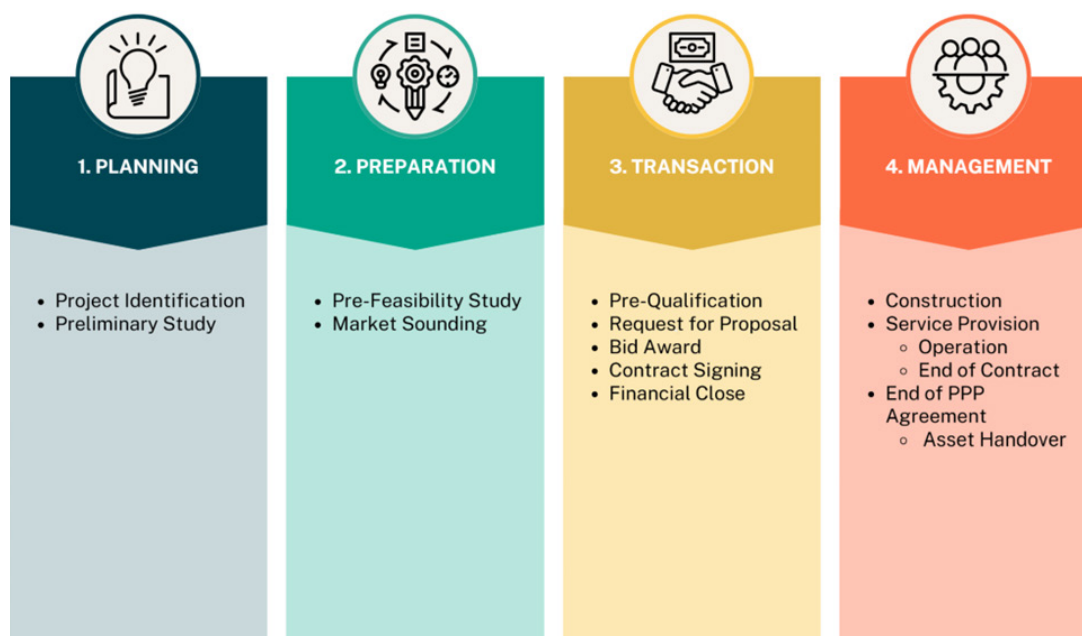 1. PLANNING
• Project Identification
• Preliminary Study
2. PREPARATION
• Pre-Feasibility Study
• Market Sounding
3. TRANSACTION
• Pre-Qualification
• Request for Proposal
• Bid Award
• Contract Signing
• Financial Close
4. MANAGEMENT
• Construction
• Service Provision
○ Operation
○ End of Contract
• End of PPP
Agreement
○ Asset Handover